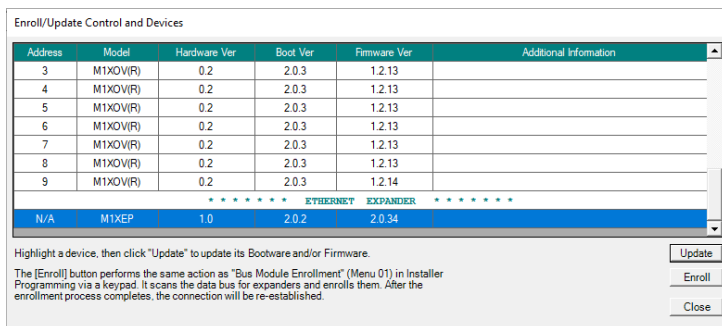 Enroll/Update Control and Devices
Address Model Hardware Ver Boot Ver Firmware Ver Additional Information
3 M1XOV(R) 0.2 2.0.3 1.2.13
4 M1XOV(R) 0.2 2.0.3 1.2.13
5 M1XOV(R) 0.2 2.0.3 1.2.13
6 M1XOV(R) 0.2 2.0.3 1.2.13
7 M1XOV(R) 0.2 2.0.3 1.2.13
8 M1XOV(R) 0.2 2.0.3 1.2.13
9 M1XOV(R) 0.2 2.0.3 1.2.14
* * * * * * * ETHERNET EXPANDER * * * * * * *
N/A M1XEP 1.0 2.0.2 2.0.34
Highlight a device, then click "Update" to update its Bootware and/or Firmware.
The [Enroll] button performs the same action as "Bus Module Enrollment" (Menu 01) in Installer
Programming via a keypad. It scans the data bus for expanders and enrolls them. After the
enrollment process completes, the connection will be re-established.
Update
Enroll
Close